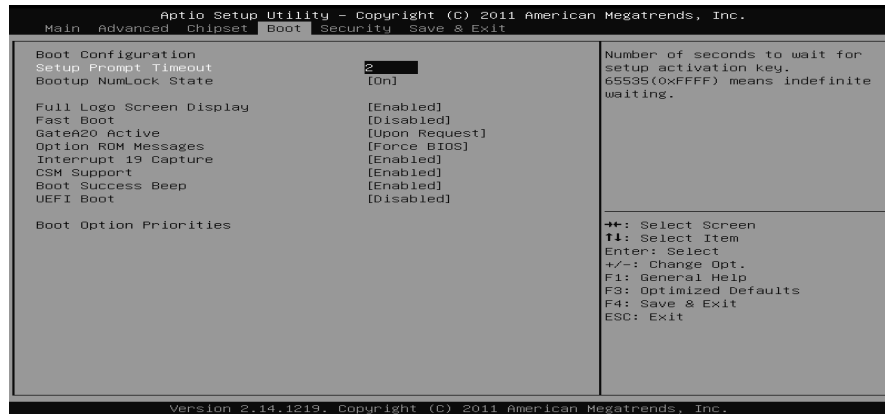 Aptio Setup Utility – Copyright (C) 2011 American Megatrends, Inc.
Main Advanced Chipset Boot Security Save & Exit
Boot Configuration
Setup Prompt Timeout 2
Bootup NumLock State [On]
Full Logo Screen Display [Enabled]
Fast Boot [Disabled]
GateA20 Active [Upon Request]
Option ROM Messages [Force BIOS]
Interrupt 19 Capture [Enabled]
CSM Support [Enabled]
Boot Success Beep [Enabled]
UEFI Boot [Disabled]
Boot Option Priorities
Number of seconds to wait for
setup activation key.
65535(0xFFFF) means indefinite
waiting.
→←: Select Screen
↑↓: Select Item
Enter: Select
+/-: Change Opt.
F1: General Help
F3: Optimized Defaults
F4: Save & Exit
ESC: Exit
Version 2.14.1219. Copyright (C) 2011 American Megatrends, Inc.